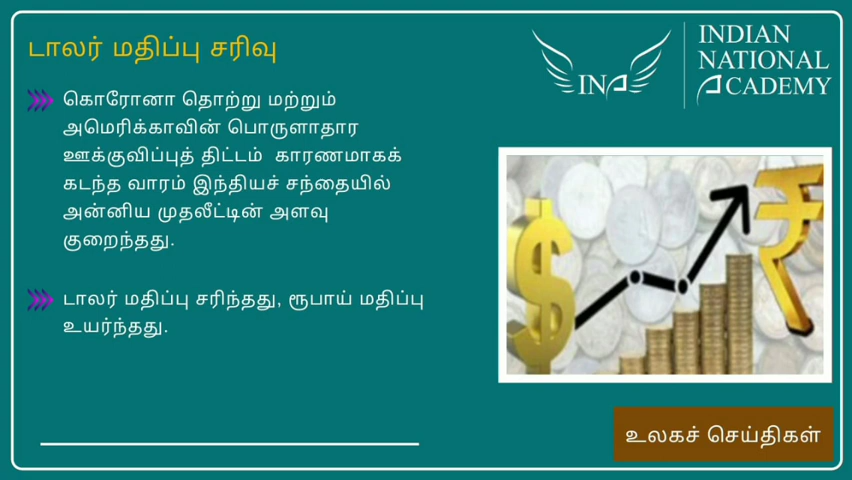 டாலர் மதிப்பு சரிவு
கொரோனா தொற்று மற்றும்
அமெரிக்காவின் பொருளாதார
ஊக்குவிப்புத் திட்டம் காரணமாகக்
கடந்த வாரம் இந்தியச் சந்தையில்
அன்னிய முதலீட்டின் அளவு
குறைந்தது.
டாலர் மதிப்பு சரிந்தது, ரூபாய் மதிப்பு
உயர்ந்தது.
INA
INDIAN
NATIONAL
ACADEMY
உலகச் செய்திகள்